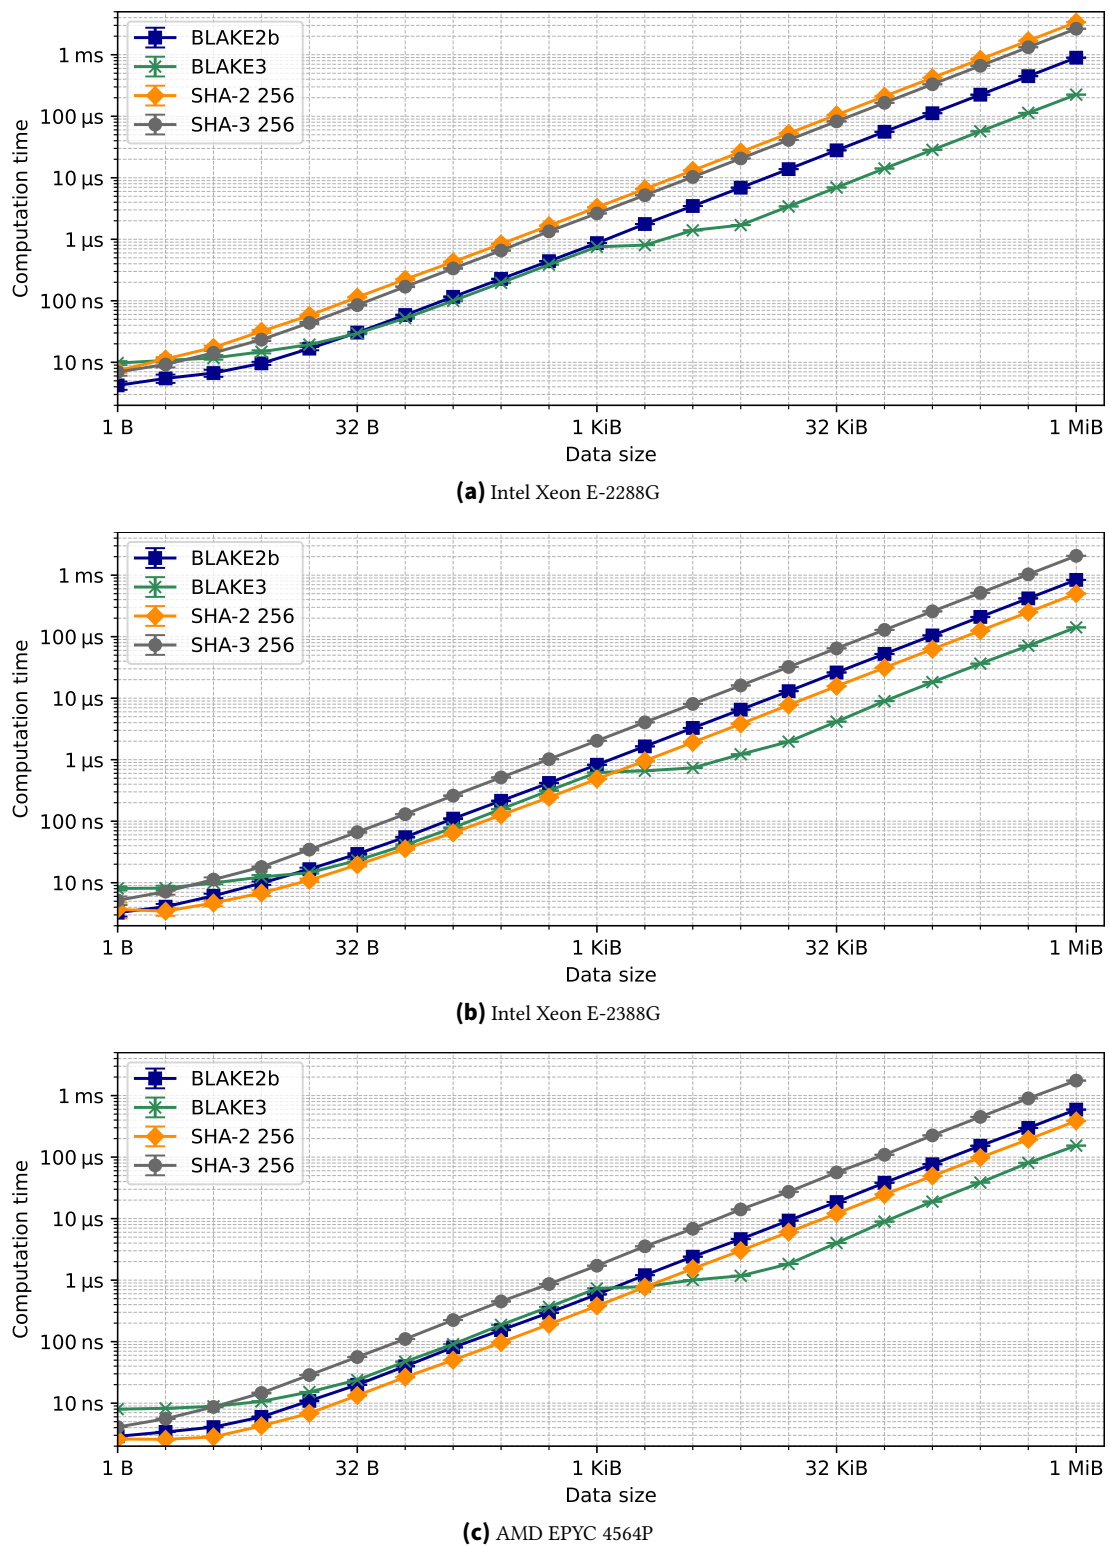 1 ms
100 µs
10 µs
1 µs
100 ns
10 ns
Computation time
BLAKE2b
BLAKE3
SHA-2 256
SHA-3 256
1 B
32 B
1 KiB
32 KiB
1 MiB
Data size
(a) Intel Xeon E-2288G
1 ms
100 µs
10 µs
1 µs
100 ns
10 ns
Computation time
BLAKE2b
BLAKE3
SHA-2 256
SHA-3 256
1 B
32 B
1 KiB
32 KiB
1 MiB
Data size
(b) Intel Xeon E-2388G
1 ms
100 µs
10 µs
1 µs
100 ns
10 ns
Computation time
BLAKE2b
BLAKE3
SHA-2 256
SHA-3 256
1 B
32 B
1 KiB
32 KiB
1 MiB
Data size
(c) AMD EPYC 4564P